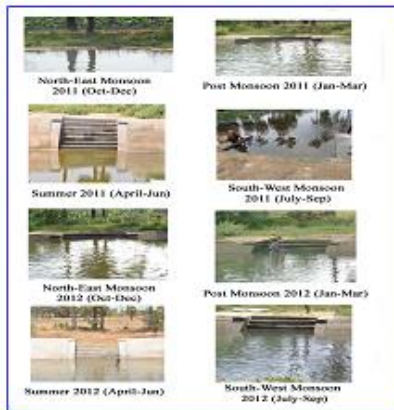 North-East Monsoon
2011 (Oct-Dec)
Post Monsoon 2011 (Jan-Mar)
Summer 2011 (April-Jun)
South-West Monsoon
2011 (July-Sep)
North-East Monsoon
2012 (Oct-Dec)
Post Monsoon 2012 (Jan-Mar)
Summer 2012 (April-Jun)
South-West Monsoon
2012 (July-Sep)